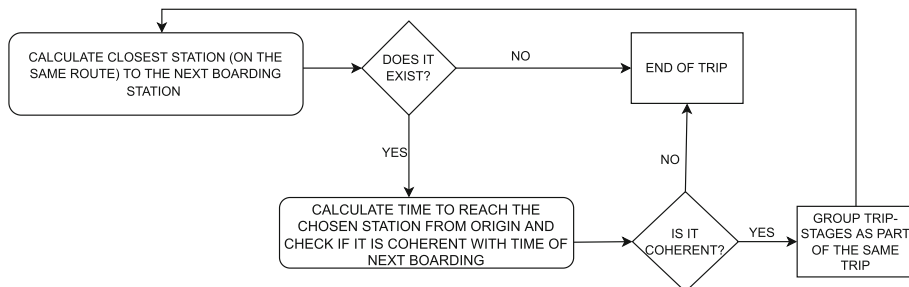 CALCULATE CLOSEST STATION (ON THE
SAME ROUTE) TO THE NEXT BOARDING
STATION
DOES IT
EXIST?
NO
END OF TRIP
YES
CALCULATE TIME TO REACH THE
CHOSEN STATION FROM ORIGIN AND
CHECK IF IT IS COHERENT WITH TIME OF
NEXT BOARDING
IS IT
COHERENT?
NO
YES
GROUP TRIP-
STAGES AS PART
OF THE SAME
TRIP